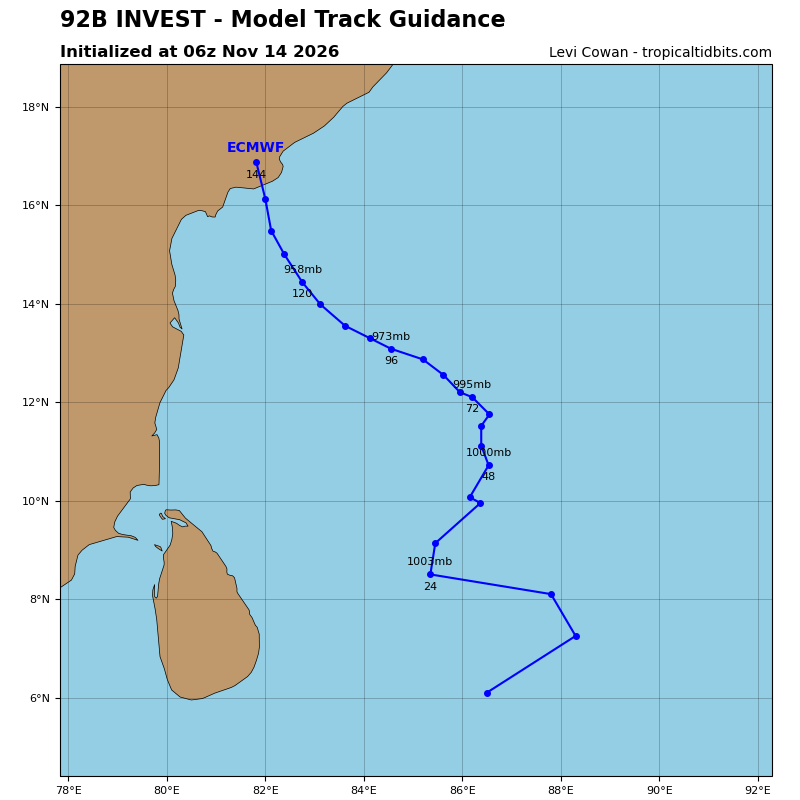 92B INVEST - Model Track Guidance
Initialized at 06z Nov 14 2026
Levi Cowan - tropicaltidbits.com
18°N
ECMWF
144
16°N
958mb
120
14°N
973mb
96
995mb
12°N
72
1000mb
48
10°N
1003mb
24
8°N
6°N
78°E 80°E 82°E 84°E 86°E 88°E 90°E 92°E